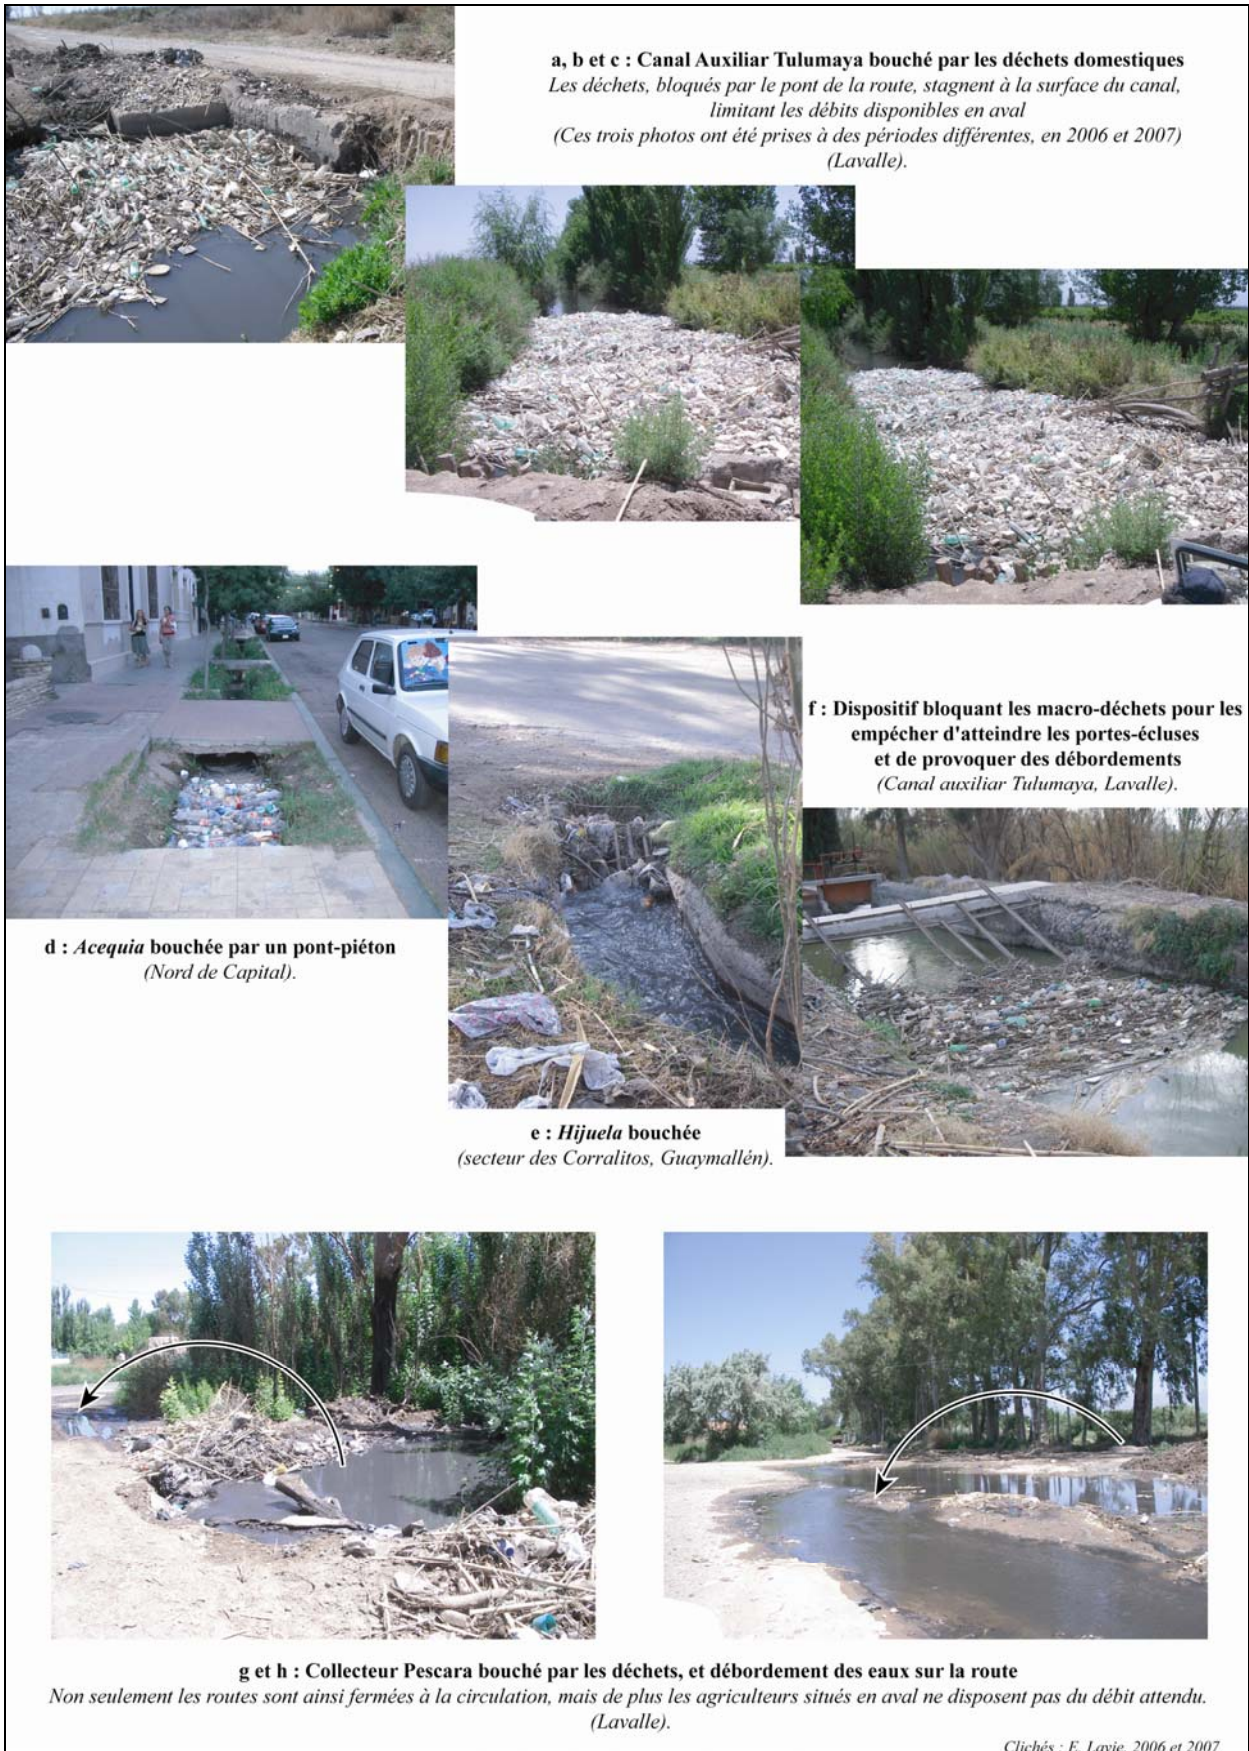 a, b et c : Canal Auxiliar Tulumaya bouché par les déchets domestiques
Les déchets, bloqués par le pont de la route, stagnent à la surface du canal,
limitant les débits disponibles en aval
(Ces trois photos ont été prises à des périodes différentes, en 2006 et 2007)
(Lavalle).
f : Dispositif bloquant les macro-déchets pour les
empécher d'atteindre les portes-écluses
et de provoquer des débordements
(Canal auxiliar Tulumaya, Lavalle).
d : Acequia bouchée par un pont-piéton
(Nord de Capital).
e : Hijuela bouchée
(secteur des Corralitos, Guaymallén).
g et h : Collecteur Pescara bouché par les déchets, et débordement des eaux sur la route
Non seulement les routes sont ainsi fermées à la circulation, mais de plus les agriculteurs situés en aval ne disposent pas du débit attendu.
(Lavalle).
Clichés : E. Lavie, 2006 et 2007